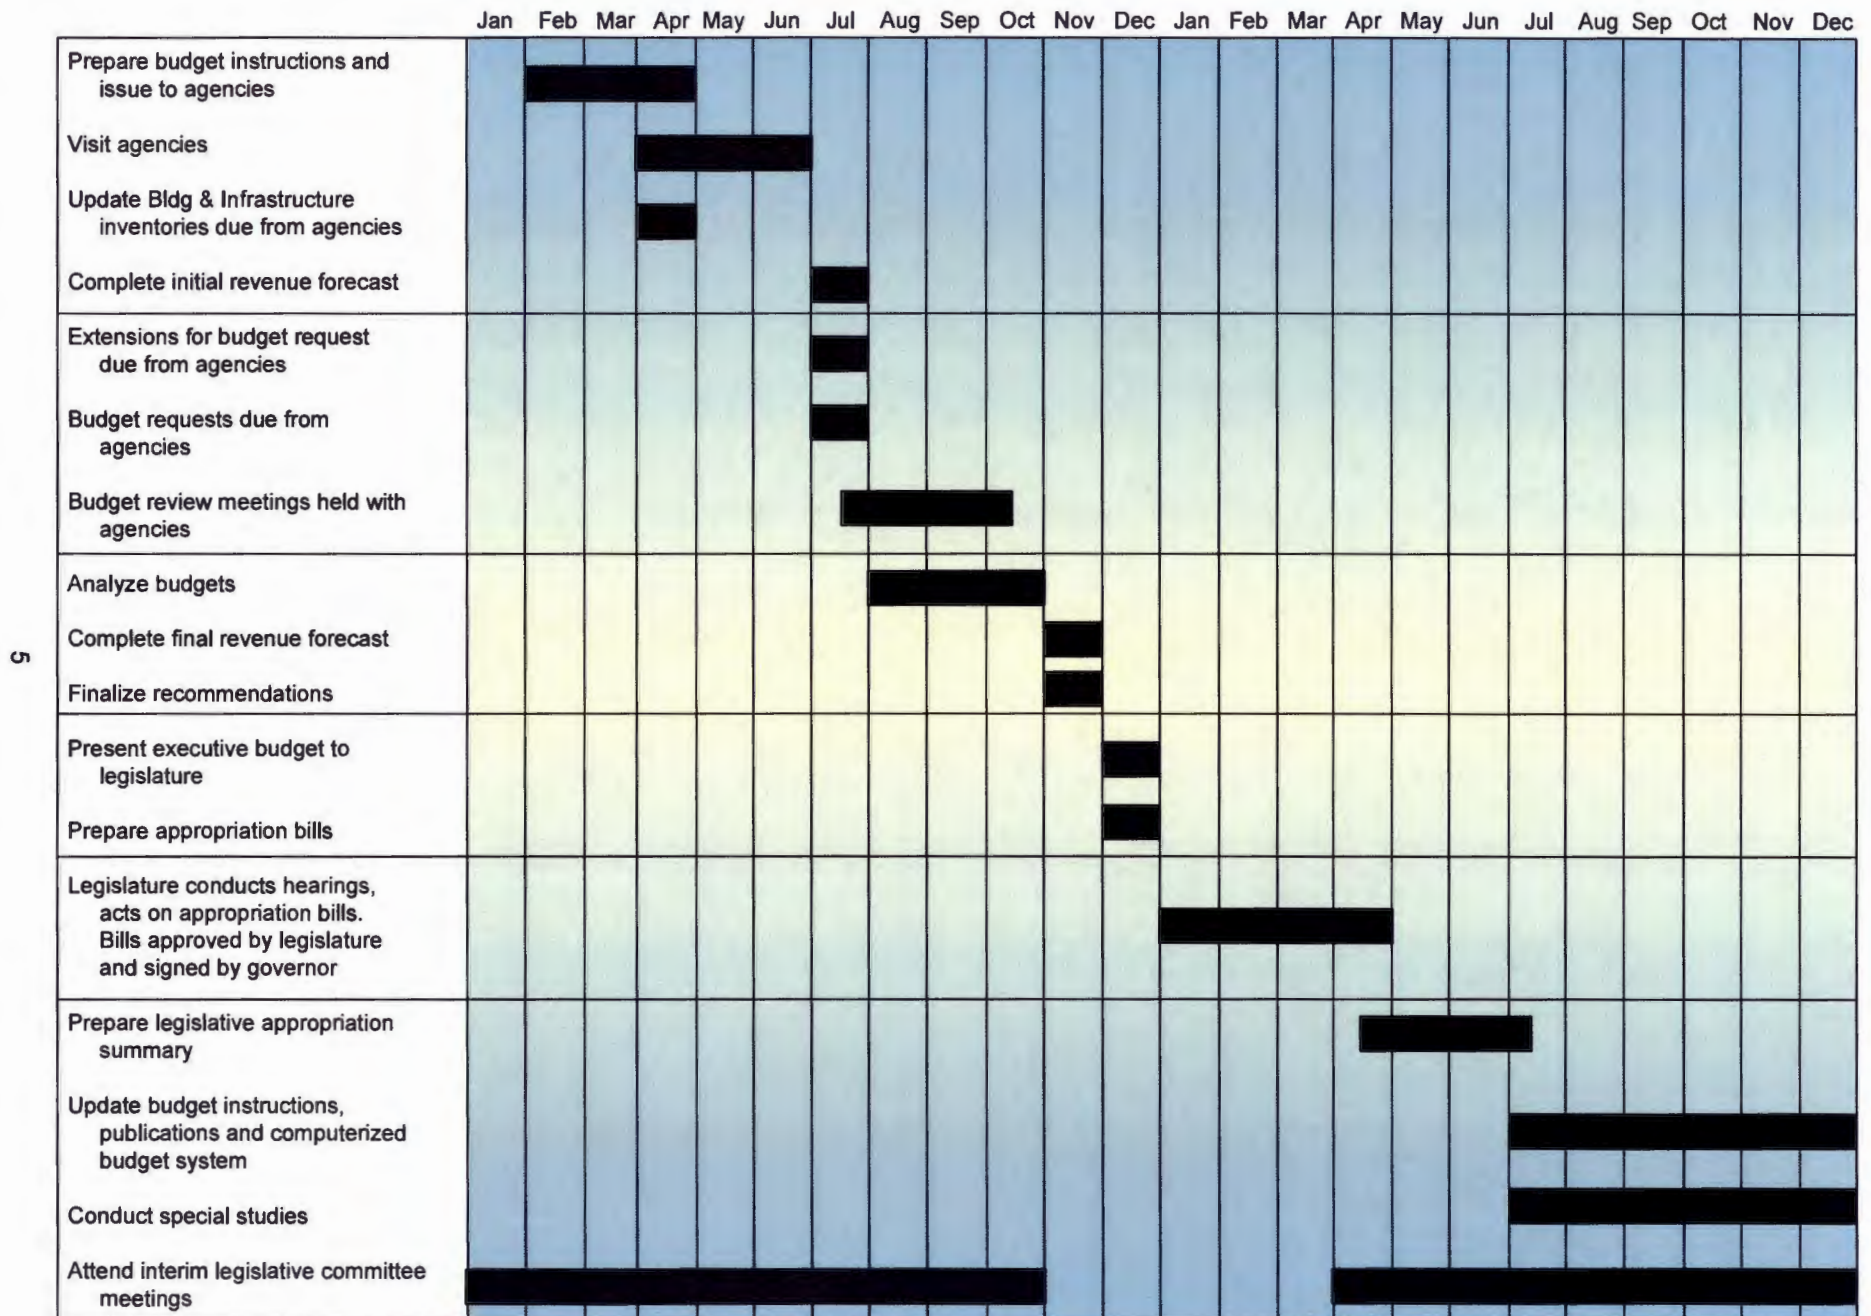 Jan Feb Mar Apr May Jun Jul Aug Sep Oct Nov Dec Jan Feb Mar Apr May Jun Jul Aug Sep Oct Nov Dec
Prepare budget instructions and
issue to agencies
Visit agencies
Update Bldg & Infrastructure
inventories due from agencies
Complete initial revenue forecast
Extensions for budget request
due from agencies
Budget requests due from
agencies
Budget review meetings held with
agencies
Analyze budgets
Complete final revenue forecast
Finalize recommendations
Present executive budget to
legislature
Prepare appropriation bills
Legislature conducts hearings,
acts on appropriation bills.
Bills approved by legislature
and signed by governor
Prepare legislative appropriation
summary
Update budget instructions,
publications and computerized
budget system
Conduct special studies
Attend interim legislative committee
meetings
5